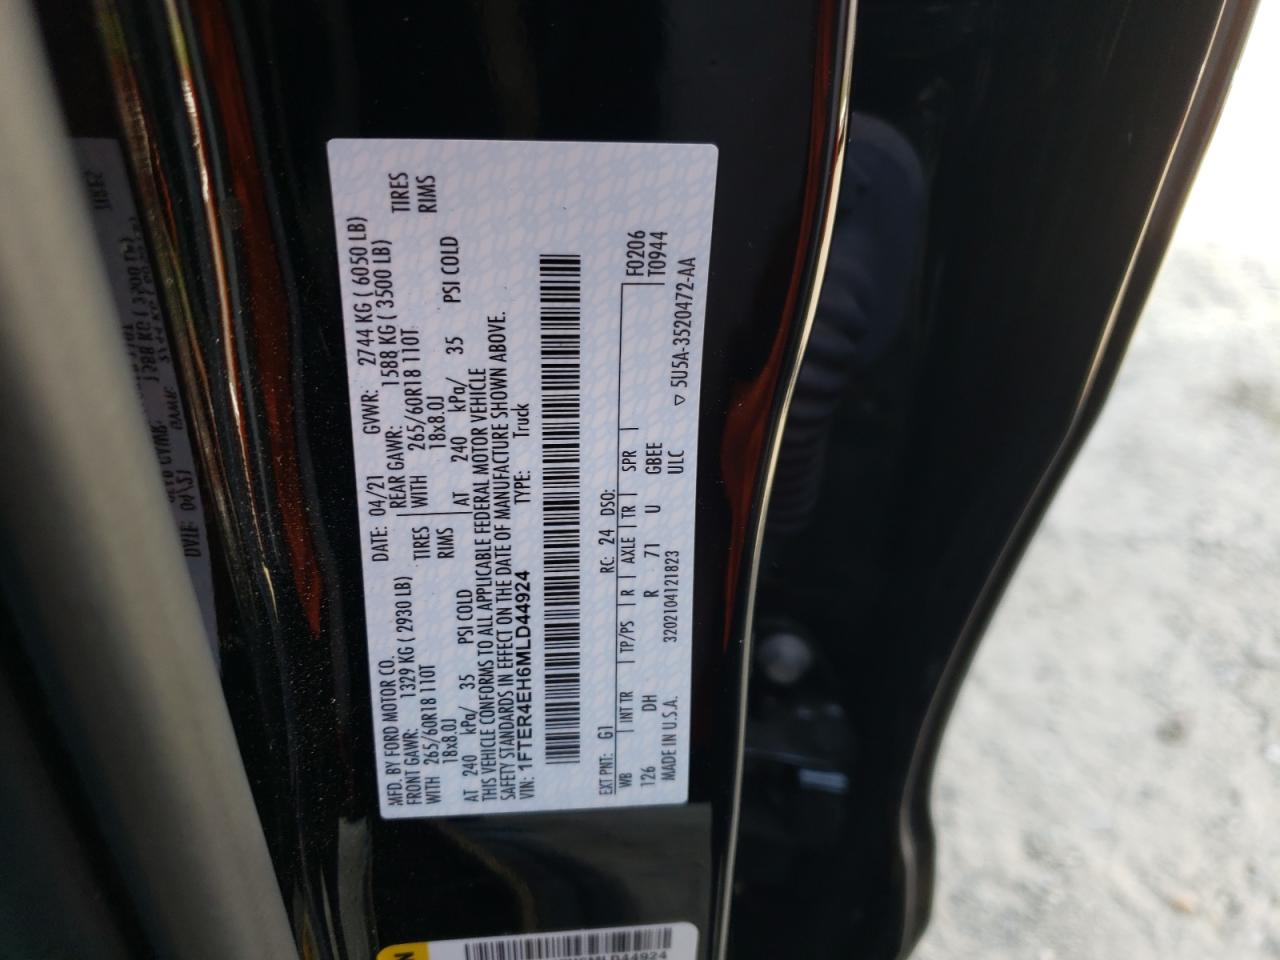 MFD. BY FORD MOTOR CO. DATE: 04/21 GVWR: 2744 KG ( 6050 LB)
FRONT GAWR: 1329 KG ( 2930 LB) REAR GAWR: 1588 KG ( 3500 LB)
WITH 265/60R18 110T TIRES WITH 265/60R18 110T TIRES
18x8.0J RIMS 18x8.0J RIMS
AT 240 kPa/ 35 PSI COLD AT 240 kPa/ 35 PSI COLD
THIS VEHICLE CONFORMS TO ALL APPLICABLE FEDERAL MOTOR VEHICLE
SAFETY STANDARDS IN EFFECT ON THE DATE OF MANUFACTURE SHOWN ABOVE.
VIN: 1FTER4EH6MLD44924 TYPE: Truck
EXT PNT: G1 RC: 24 DSO:
WB INT TR TP/PS R AXLE TR SPR F0206
126 DH R 71 U GBEE T0944
MADE IN U.S.A. 3202104121823 ULC ▽ 5U5A-3520472-AA